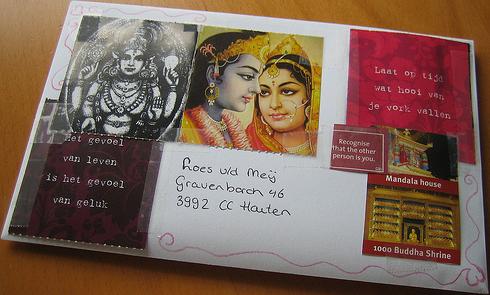 Laat op tijd
wat hooi van
je vork vallen
Recognise
that the other
person is you.
Mandala house
1000 Buddha Shrine
Het gevoel
van leven
is het gevoel
van geluk
Loes v/d Meij
Gravenborch 46
3992 CC Houten